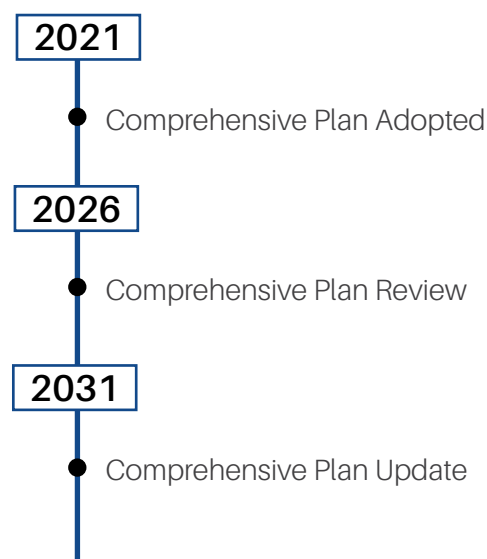 2021
Comprehensive Plan Adopted
2026
Comprehensive Plan Review
2031
Comprehensive Plan Update